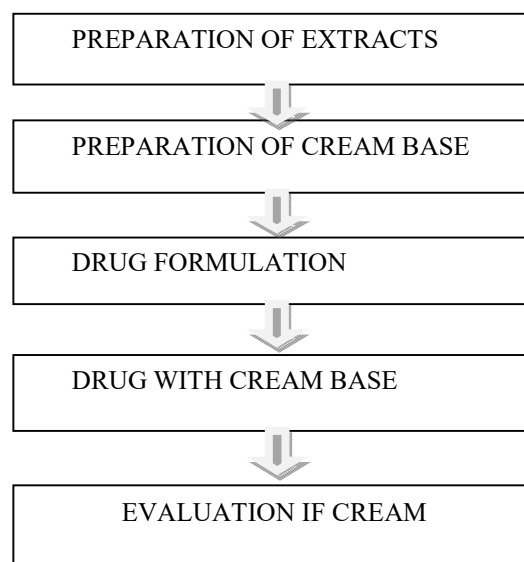 PREPARATION OF EXTRACTS
PREPARATION OF CREAM BASE
DRUG FORMULATION
DRUG WITH CREAM BASE
EVALUATION IF CREAM